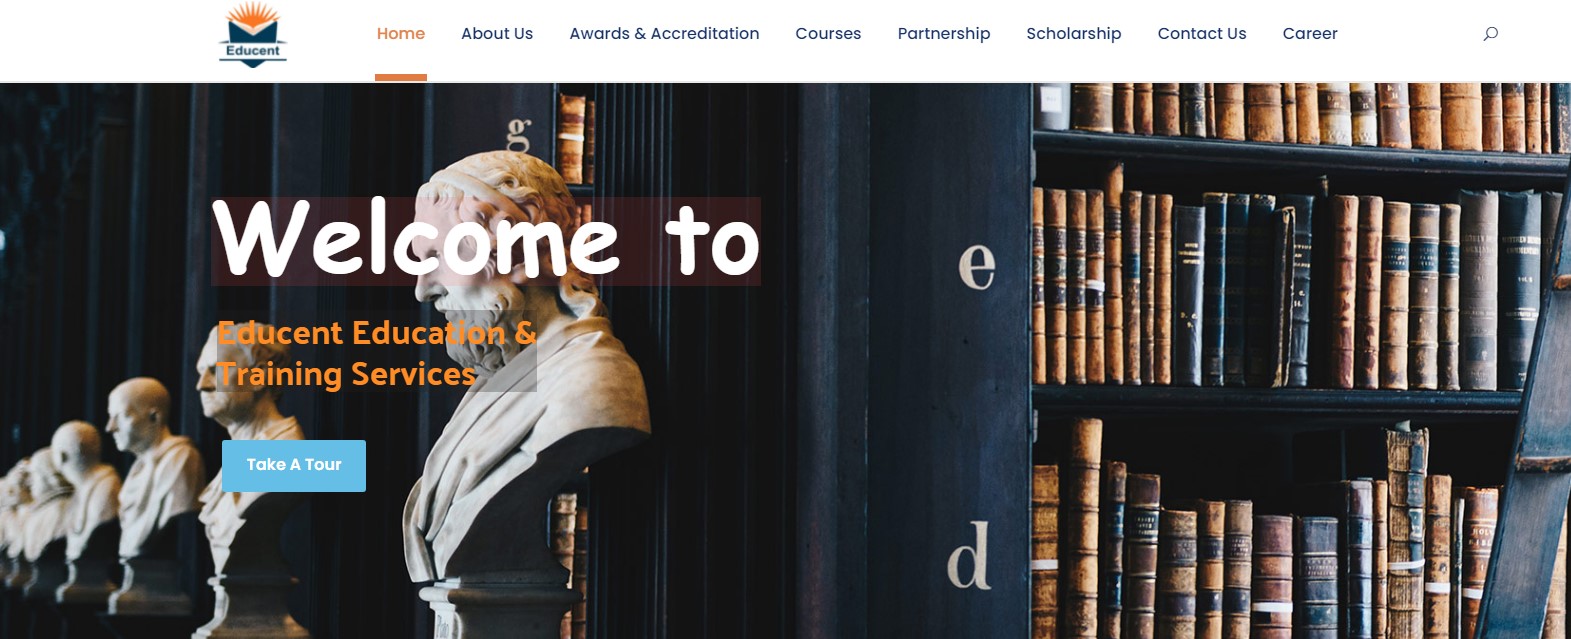 Educent
Home About Us Awards & Accreditation Courses Partnership Scholarship Contact Us Career
g
Welcome to
e
Educent Education &
Training Services
Take A Tour
d